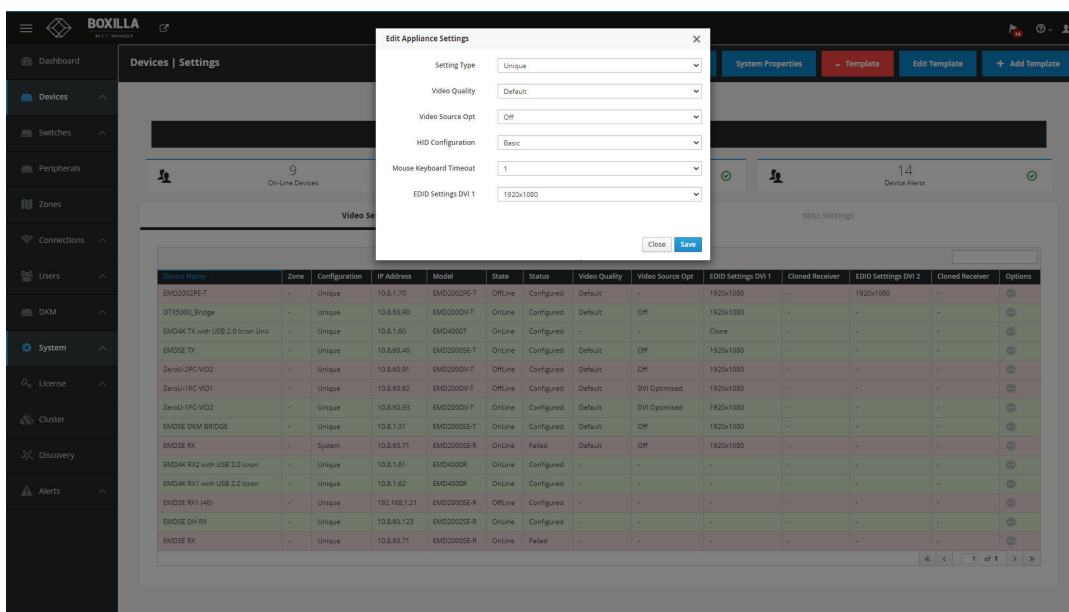 BOXILLA
AV & IT MANAGER
14
Devices | Settings
System Properties
– Template
Edit Template
+ Add Template
Dashboard
Devices
Switches
Peripherals
Zones
Connections
Users
DKM
System
License
Cluster
Discovery
Alerts
Edit Appliance Settings ×
Setting Type Unique
Video Quality Default
Video Source Opt Off
HID Configuration Basic
Mouse Keyboard Timeout 1
EDID Settings DVI 1 1920x1080
Close Save
9
On-Line Devices
14
Device Alerts
Video Se
Misc Settings
Device Name Zone Configuration IP Address Model State Status Video Quality Video Source Opt EDID Settings DVI 1 Cloned Receiver EDID Setttings DVI 2 Cloned Receiver Options
EMD2002PE-T - Unique 10.8.1.70 EMD2002PE-T OffLine Configured Default - 1920x1080 - 1920x1080 -
DTX5000_Bridge - Unique 10.8.60.90 EMD200DV-T OnLine Configured Default Off 1920x1080 - - -
EMD4K TX with USB 2.0 Icron Unit - Unique 10.8.1.60 EMD4000T OnLine Configured - - Clone - - -
EMDSE TX - Unique 10.8.60.48 EMD2000SE-T OnLine Configured Default Off 1920x1080 - - -
ZeroU-2PC-VID2 - Unique 10.8.60.91 EMD200DV-T OffLine Configured Default Off 1920x1080 - - -
ZeroU-1PC-VID1 - Unique 10.8.60.92 EMD200DV-T OffLine Configured Default DVI Optimised 1920x1080 - - -
ZeroU-1PC-VID2 - Unique 10.8.60.93 EMD200DV-T OnLine Configured Default DVI Optimised 1920x1080 - - -
EMDSE DKM BRIDGE - Unique 10.8.1.31 EMD2000SE-T OnLine Configured Default Off 1920x1080 - - -
EMDSE RX - System 10.8.60.71 EMD2000SE-R OnLine Failed Default Off 1920x1080 - - -
EMD4K RX2 with USB 2.0 Icron - Unique 10.8.1.61 EMD4000R OnLine Configured - - - - - -
EMD4K RX1 with USB 2.0 Icron - Unique 10.8.1.62 EMD4000R OnLine Configured - - - - - -
EMDSE RX1 (46) - Unique 192.168.1.21 EMD2000SE-R OffLine Configured - - - - - -
EMDSE DH RX - Unique 10.8.60.123 EMD2002SE-R OnLine Configured - - - - - -
EMDSE RX - Unique 10.8.60.71 EMD2000SE-R OnLine Failed - - - - - -
« < 1 of 1 > »